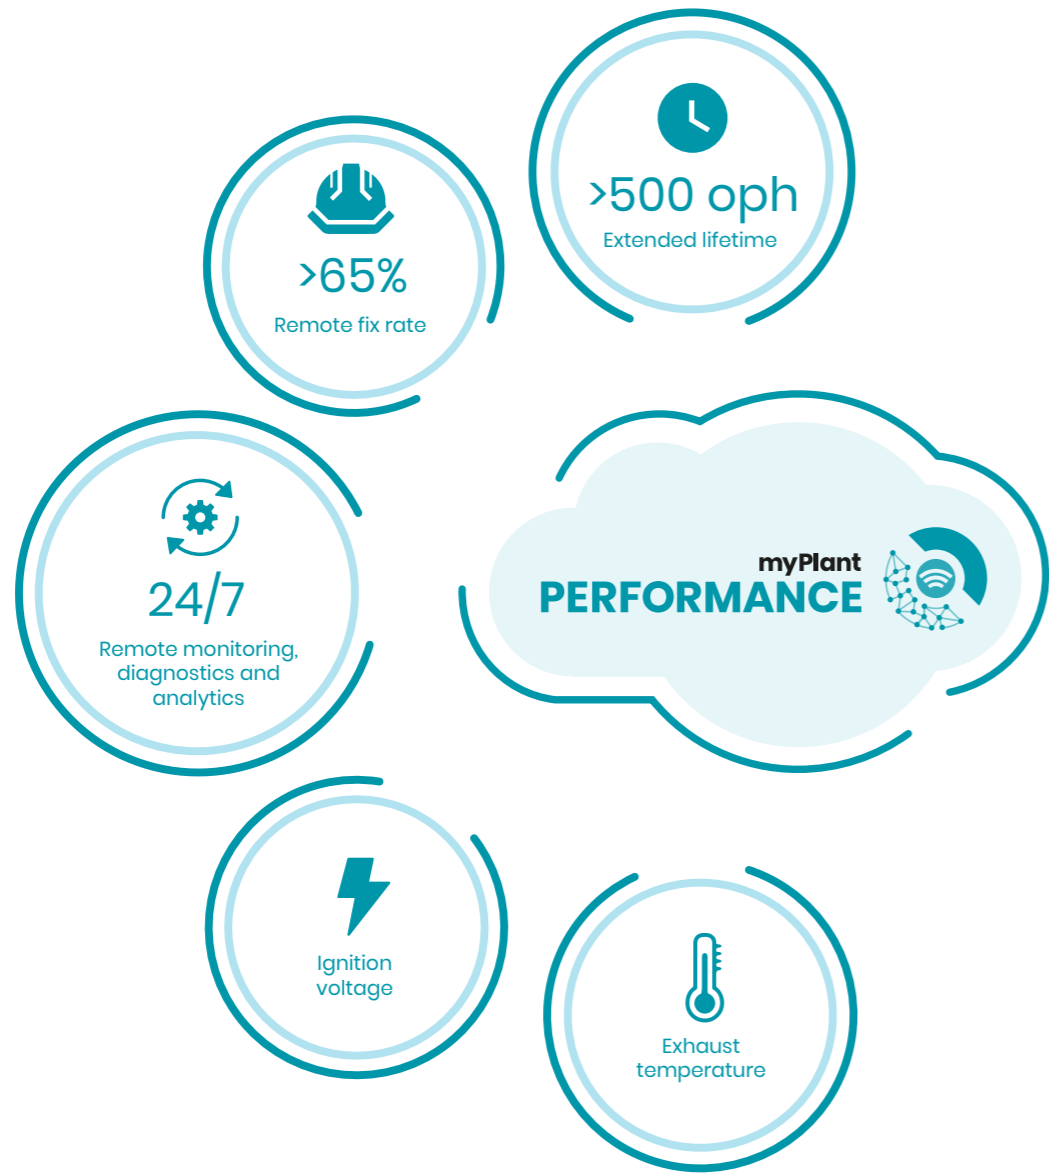 >500 oph
Extended lifetime
>65%
Remote fix rate
24/7
Remote monitoring,
diagnostics and
analytics
myPlant
PERFORMANCE
Ignition
voltage
Exhaust
temperature